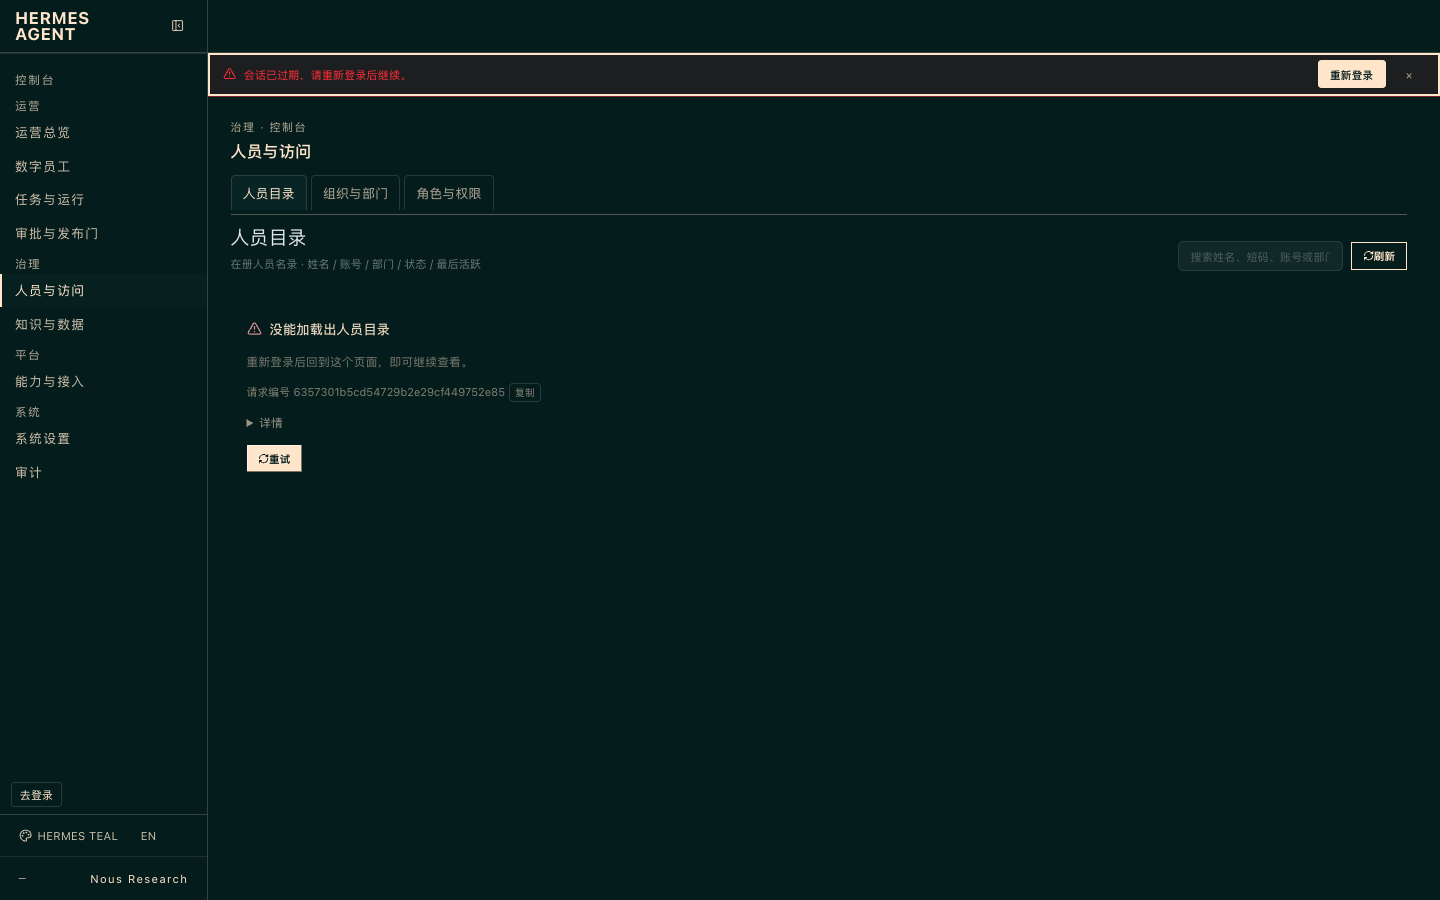 HERMES
AGENT
控制台
运营
运营总览
数字员工
任务与运行
审批与发布门
治理
人员与访问
知识与数据
平台
能力与接入
系统
系统设置
审计
去登录
HERMES TEAL EN
— Nous Research
会话已过期，请重新登录后继续。
重新登录 ×
治理 · 控制台
人员与访问
人员目录 组织与部门 角色与权限
人员目录
在册人员名录 · 姓名 / 账号 / 部门 / 状态 / 最后活跃
搜索姓名、短码、账号或部门
刷新
没能加载出人员目录
重新登录后回到这个页面，即可继续查看。
请求编号 6357301b5cd54729b2e29cf449752e85 复制
▶ 详情
重试